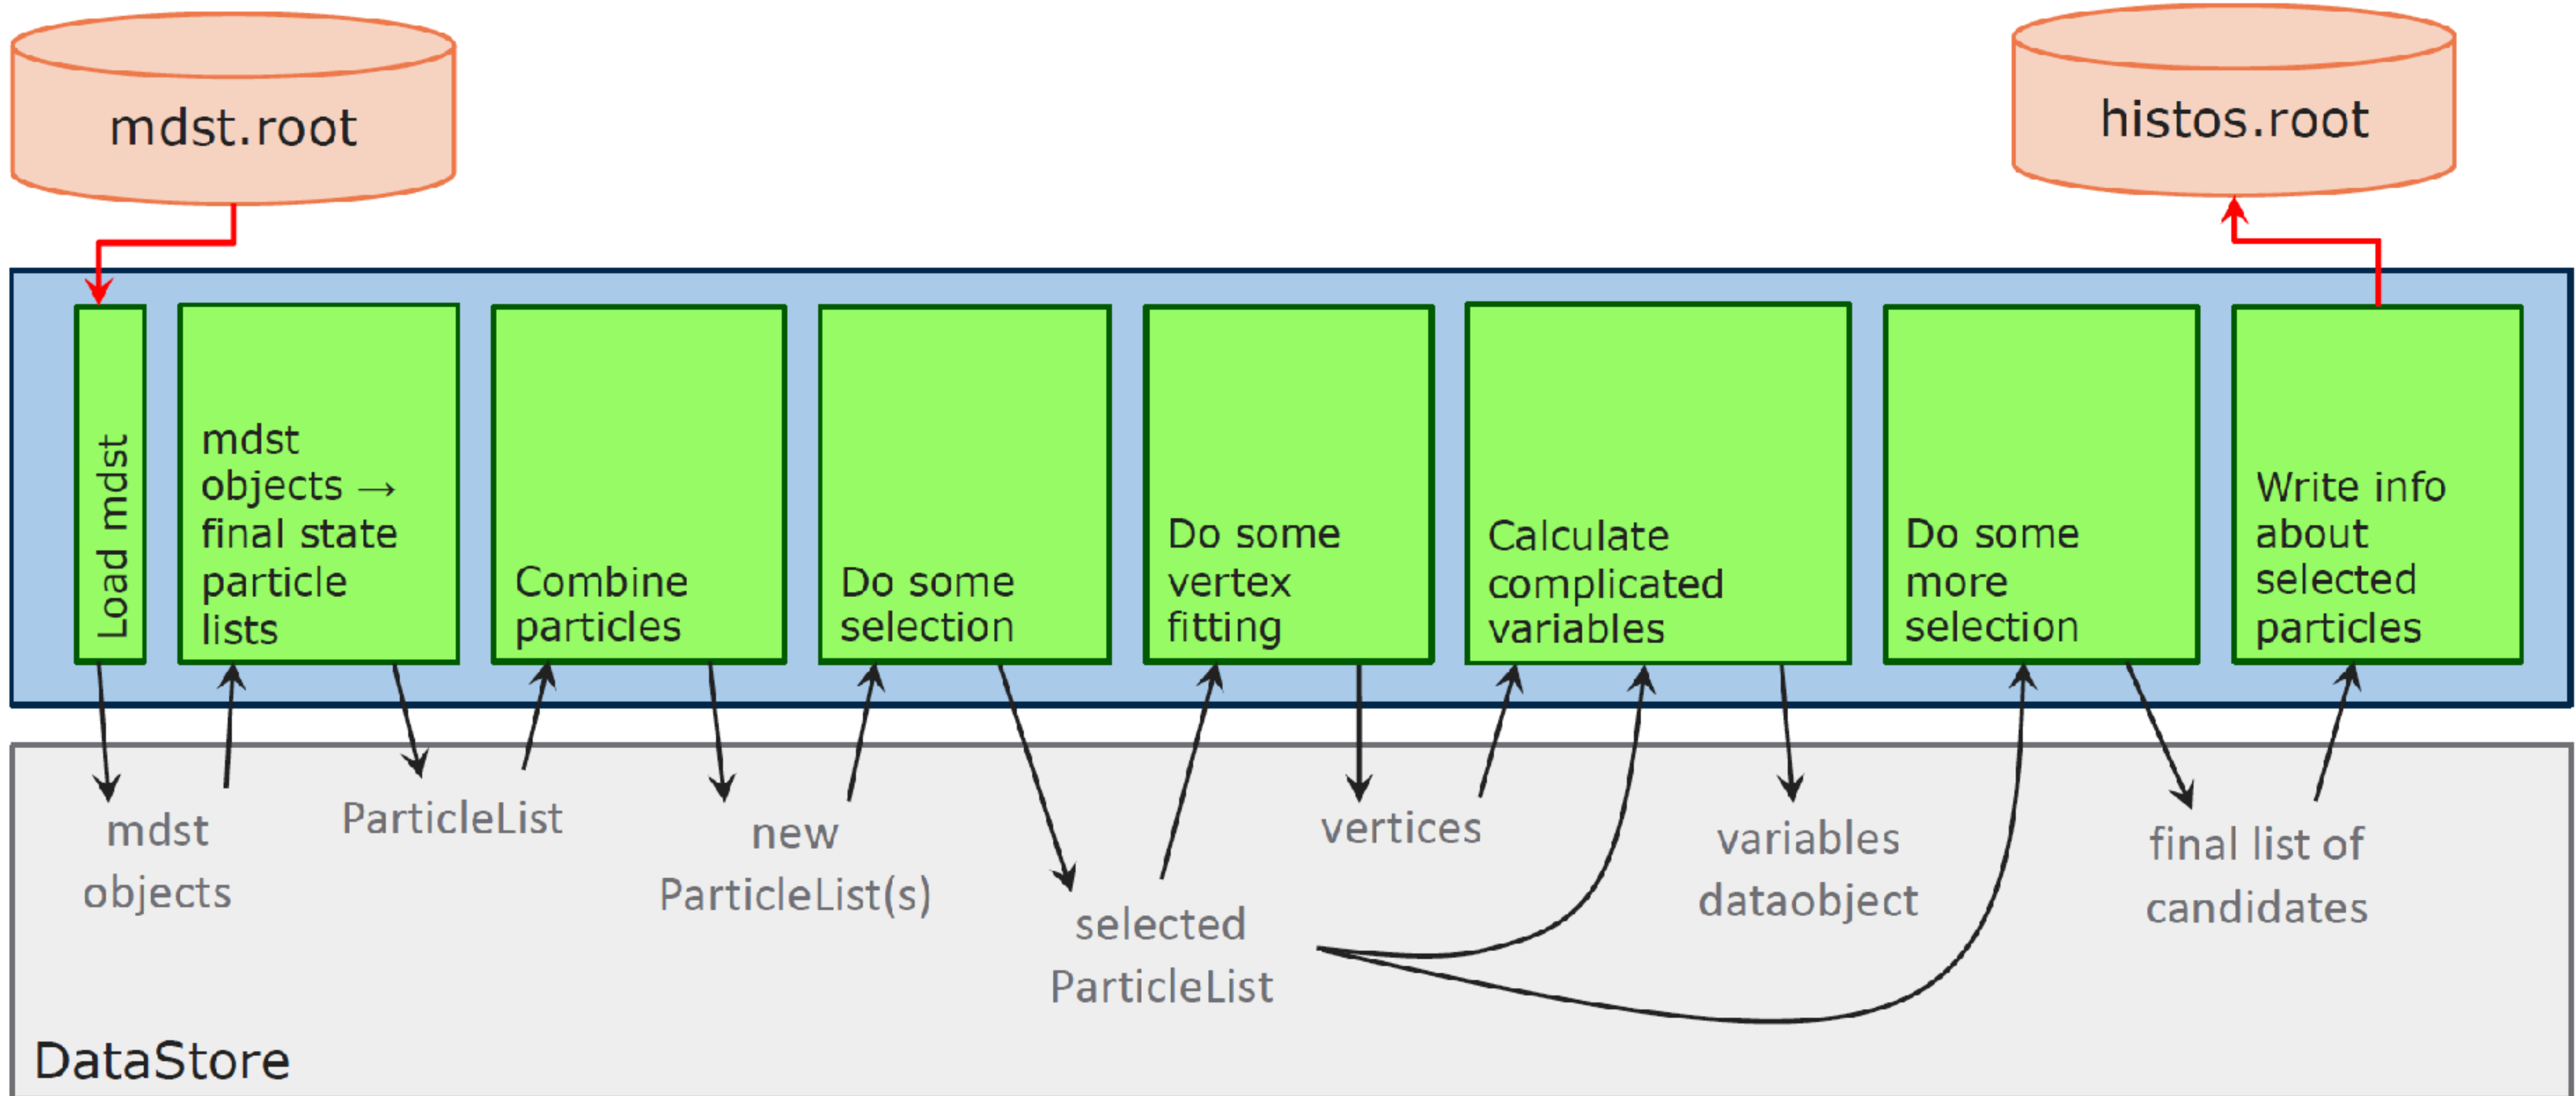 mdst.root
histos.root
Load mdst
mdst
objects →
final state
particle
lists
Combine
particles
Do some
selection
Do some
vertex
fitting
Calculate
complicated
variables
Do some
more
selection
Write info
about
selected
particles
mdst
objects
ParticleList
new
ParticleList(s)
selected
ParticleList
vertices
variables
dataobject
final list of
candidates
DataStore